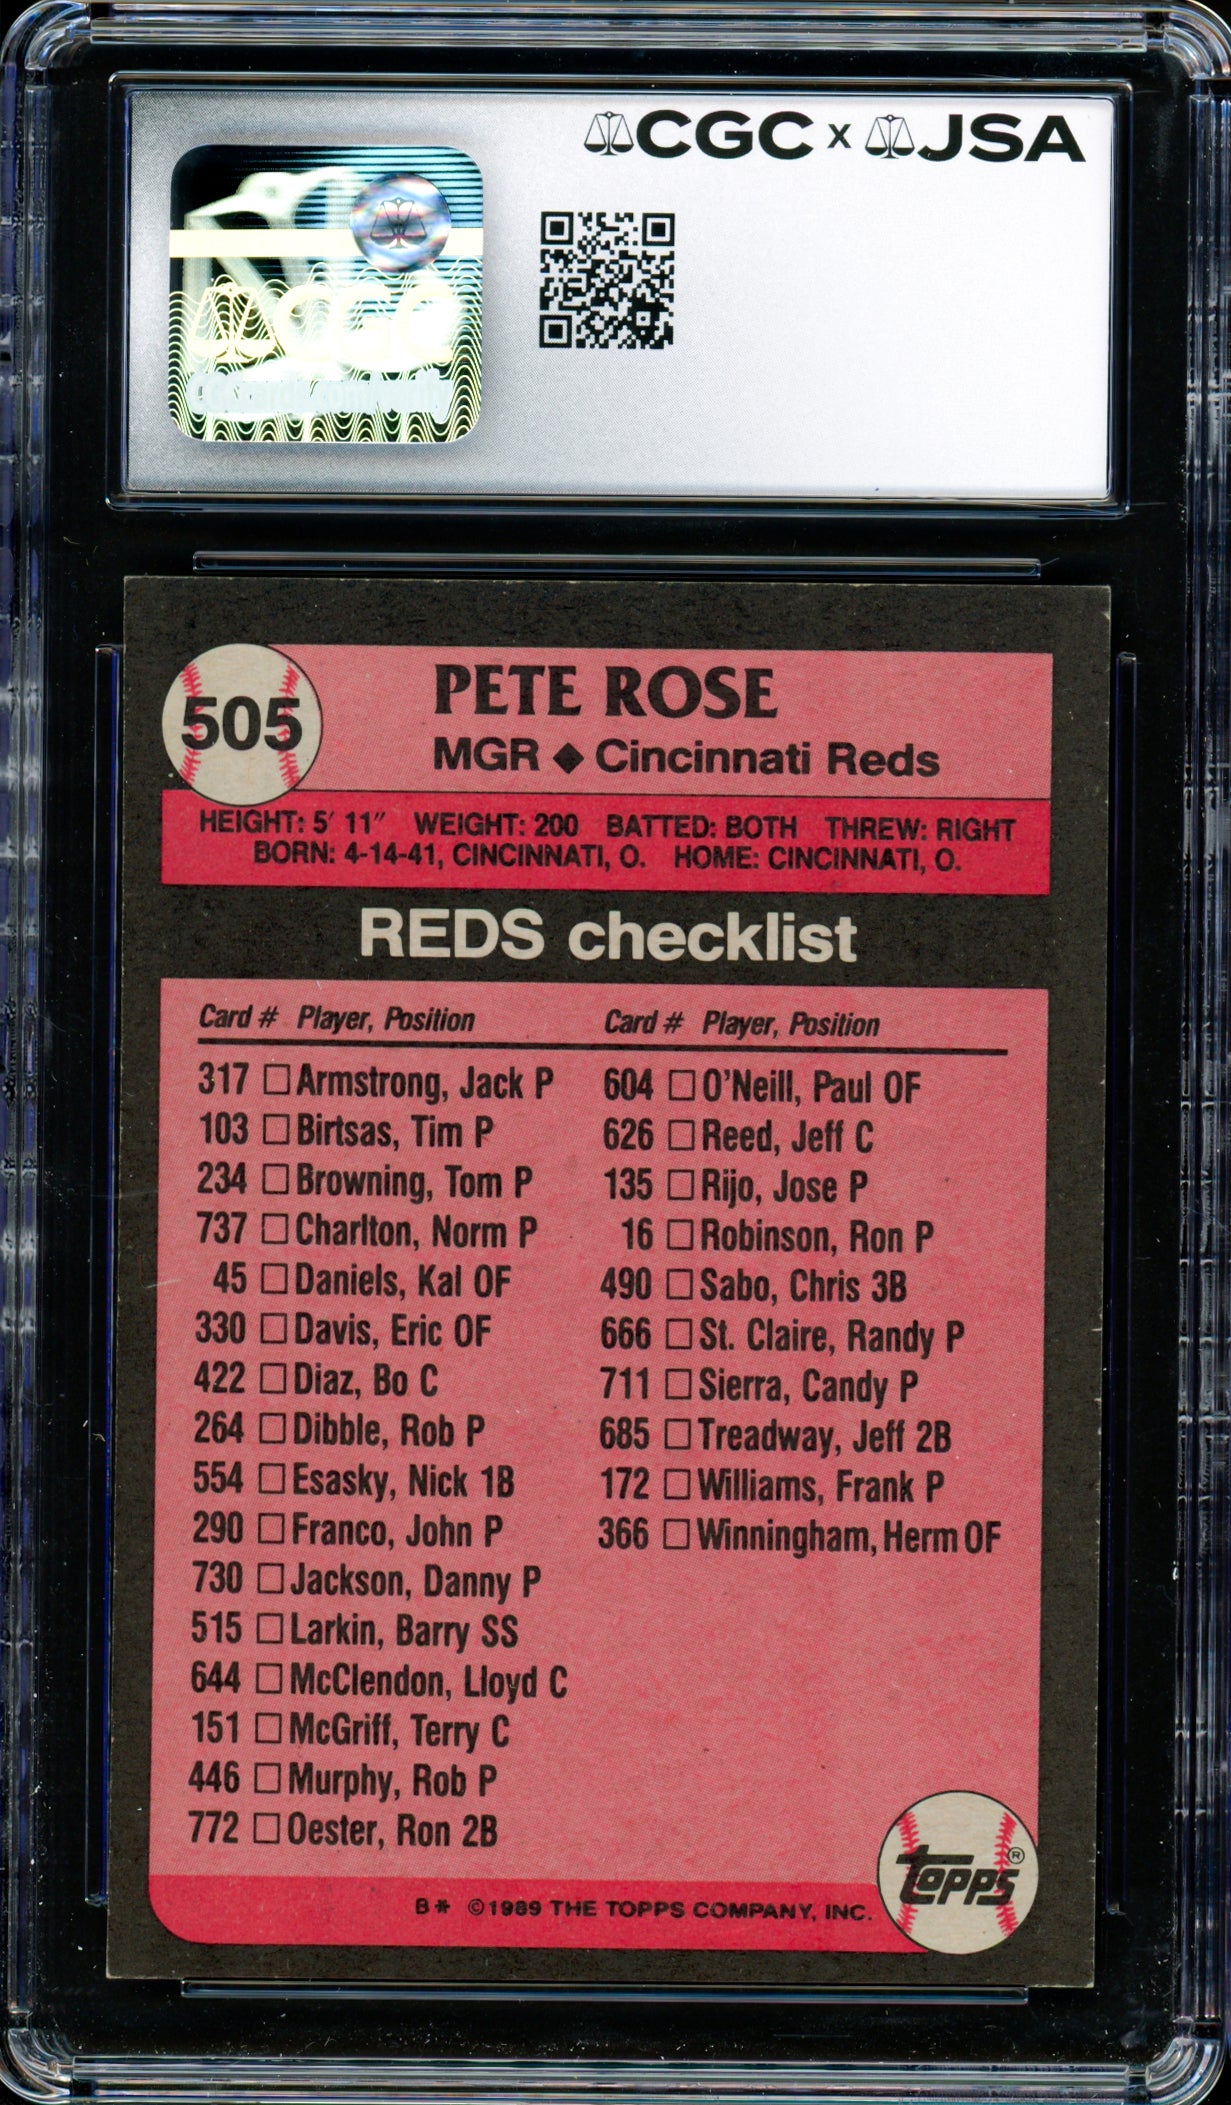 CGC x JSA
CGC
505
PETE ROSE
MGR ◆ Cincinnati Reds
HEIGHT: 5' 11" WEIGHT: 200 BATTED: BOTH THREW: RIGHT
BORN: 4-14-41, CINCINNATI, O. HOME: CINCINNATI, O.
REDS checklist
Card # Player, Position
317 □ Armstrong, Jack P
103 □ Birtsas, Tim P
234 □ Browning, Tom P
737 □ Charlton, Norm P
45 □ Daniels, Kal OF
330 □ Davis, Eric OF
422 □ Diaz, Bo C
264 □ Dibble, Rob P
554 □ Esasky, Nick 1B
290 □ Franco, John P
730 □ Jackson, Danny P
515 □ Larkin, Barry SS
644 □ McClendon, Lloyd C
151 □ McGriff, Terry C
446 □ Murphy, Rob P
772 □ Oester, Ron 2B
Card # Player, Position
604 □ O'Neill, Paul OF
626 □ Reed, Jeff C
135 □ Rijo, Jose P
16 □ Robinson, Ron P
490 □ Sabo, Chris 3B
666 □ St. Claire, Randy P
711 □ Sierra, Candy P
685 □ Treadway, Jeff 2B
172 □ Williams, Frank P
366 □ Winningham, Herm OF
B* ©1989 THE TOPPS COMPANY, INC.
topps®